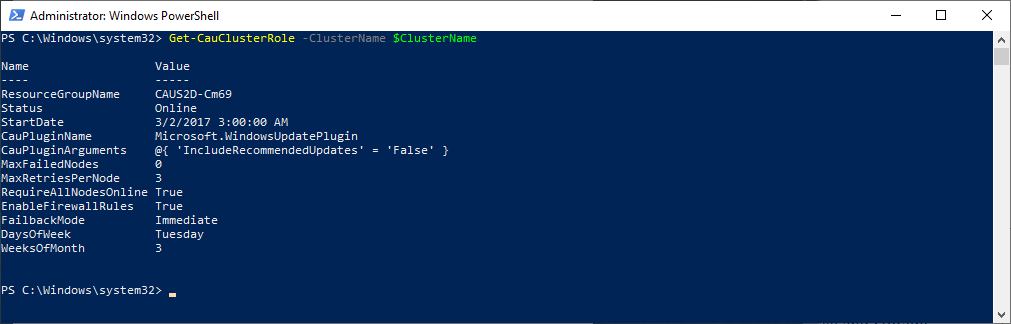 Administrator: Windows PowerShell
PS C:\Windows\system32> Get-CauClusterRole -ClusterName $ClusterName
Name Value
---- -----
ResourceGroupName CAUS2D-Cm69
Status Online
StartDate 3/2/2017 3:00:00 AM
CauPluginName Microsoft.WindowsUpdatePlugin
CauPluginArguments @{ 'IncludeRecommendedUpdates' = 'False' }
MaxFailedNodes 0
MaxRetriesPerNode 3
RequireAllNodesOnline True
EnableFirewallRules True
FailbackMode Immediate
DaysOfWeek Tuesday
WeeksOfMonth 3
PS C:\Windows\system32>